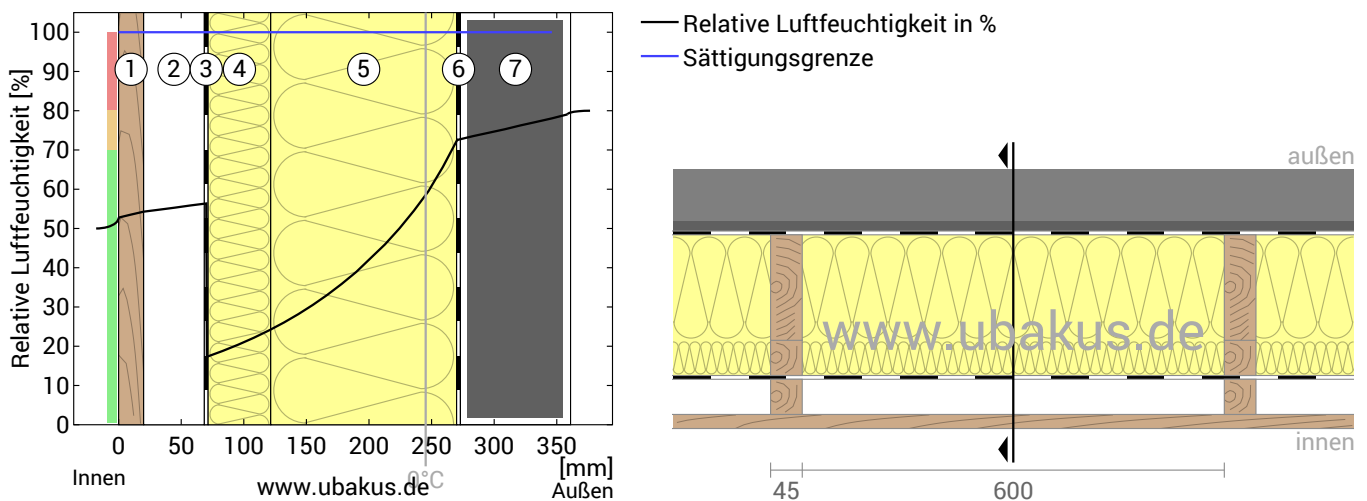 Relative Luftfeuchtigkeit [%]
100
90
80
70
60
50
40
30
20
10
0
1
2
3
4
5
6
7
0
50
100
150
200
250
300
350
[mm]
0°C
Innen
www.ubakus.de
Außen
Relative Luftfeuchtigkeit in %
Sättigungsgrenze
außen
www.ubakus.de
innen
45
600